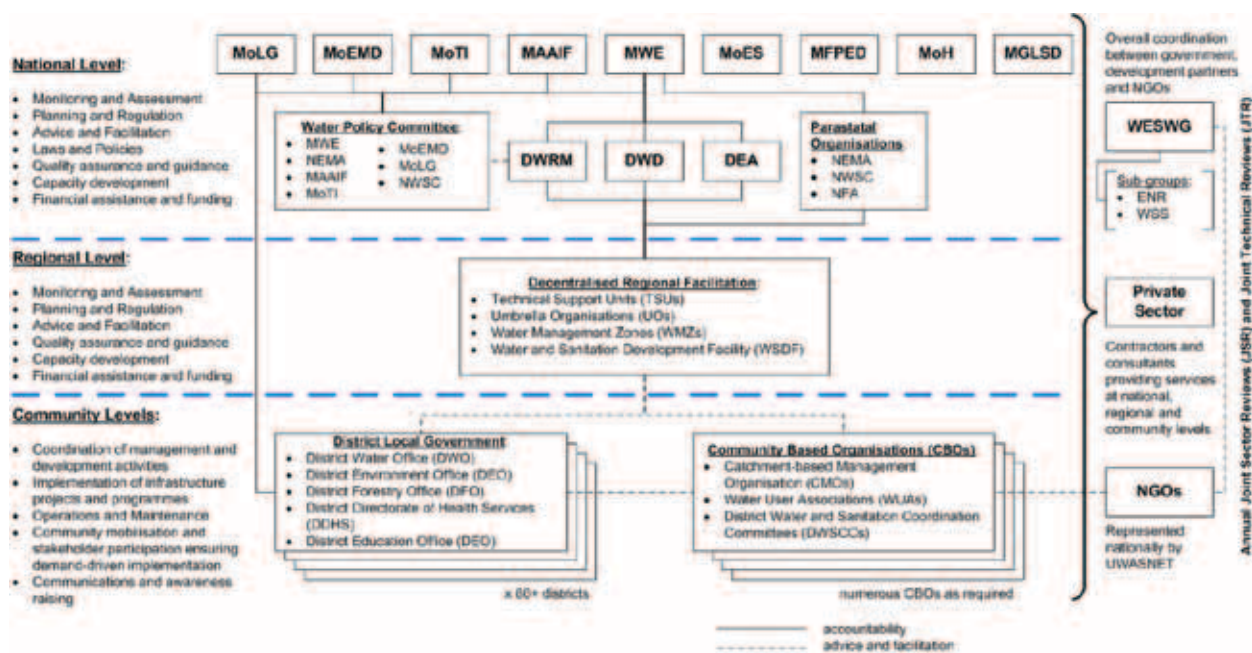 MoLG
MoEMD
MoTI
MAAIF
MWE
MoES
MFPED
MoH
MGLSD
National Level:
• Monitoring and Assessment
• Planning and Regulation
• Advice and Facilitation
• Laws and Policies
• Quality assurance and guidance
• Capacity development
• Financial assistance and funding
Water Policy Committee:
• MWE
• NEMA
• MAAIF
• MoTI
• MoEMD
• MoLG
• NWSC
DWRM
DWD
DEA
Parastatal
Organisations
• NEMA
• NWSC
• NFA
Overall coordination
between government,
development partners
and NGOs
WESWG
Sub-groups:
• ENR
• WSS
Regional Level:
• Monitoring and Assessment
• Planning and Regulation
• Advice and Facilitation
• Quality assurance and guidance
• Capacity development
• Financial assistance and funding
Decentralised Regional Facilitation:
• Technical Support Units (TSUs)
• Umbrella Organisations (UOs)
• Water Management Zones (WMZs)
• Water and Sanitation Development Facility (WSDF)
Private
Sector
Contractors and
consultants
providing services
at national,
regional and
community levels
Community Levels:
• Coordination of management and
development activities
• Implementation of infrastructure
projects and programmes
• Operations and Maintenance
• Community mobilisation and
stakeholder participation ensuring
demand-driven implementation
• Communications and awareness
raising
District Local Government
• District Water Office (DWO)
• District Environment Office (DEO)
• District Forestry Office (DFO)
• District Directorate of Health Services
(DDHS)
• District Education Office (DEO)
x 80+ districts
Community Based Organisations (CBOs)
• Catchment-based Management
Organisation (CMOs)
• Water User Associations (WUAs)
• District Water and Sanitation Coordination
Committees (DWSCCs)
numerous CBOs as required
NGOs
Represented
nationally by
UWASNET
Annual Joint Sector Reviews (JSR) and Joint Technical Reviews (JTR)
accountability
advice and facilitation